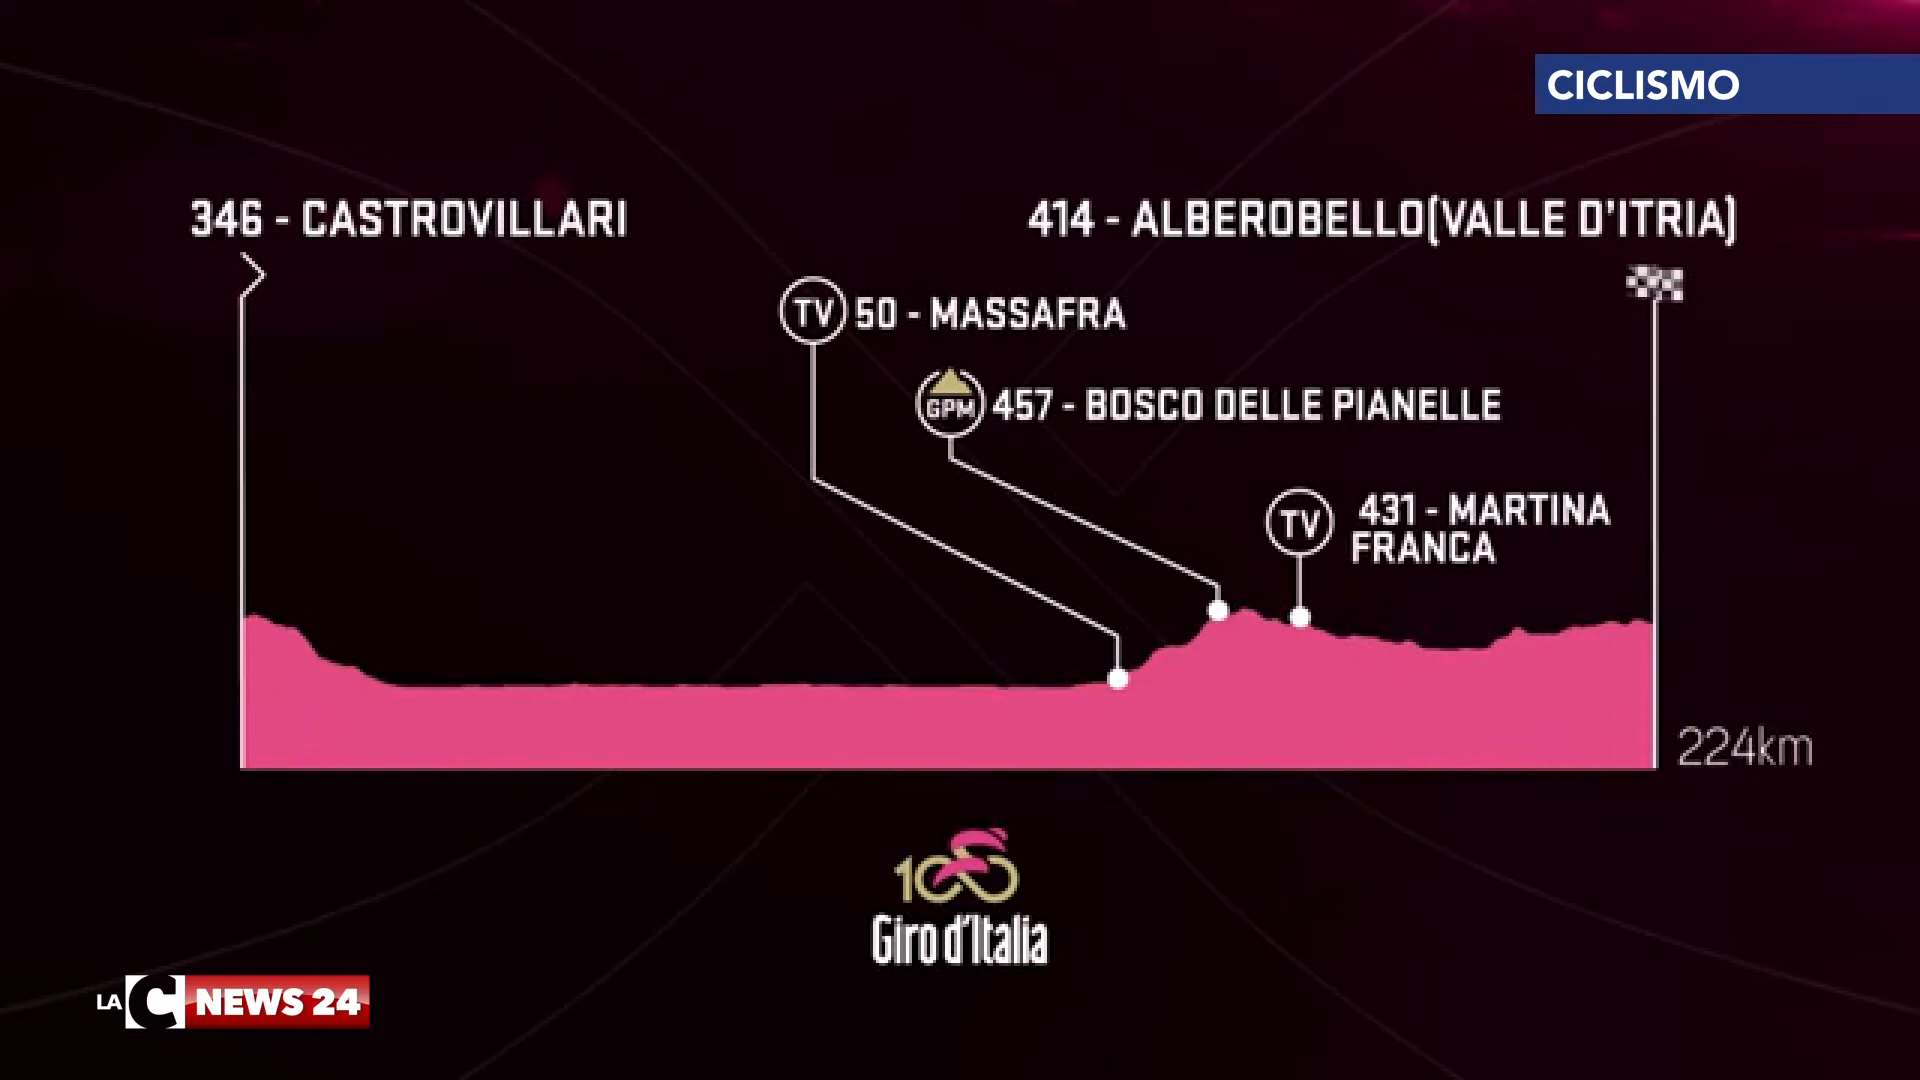 CICLISMO
346 - CASTROVILLARI
414 - ALBEROBELLO(VALLE D'ITRIA)
TV 50 - MASSAFRA
GPM 457 - BOSCO DELLE PIANELLE
TV 431 - MARTINA
FRANCA
224km
100
Giro d'Italia
LA C NEWS 24